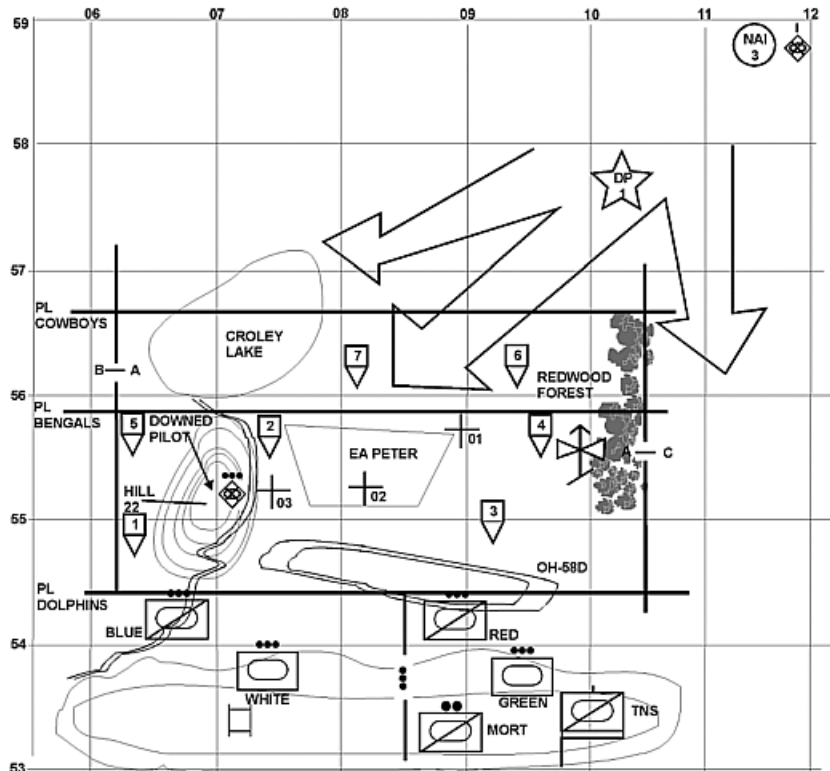 59
06
07
08
09
10
11
12
NAI
3
58
DP
1
57
PL
COWBOYS
CROLEY
LAKE
B A
7
6
REDWOOD
FOREST
56
PL
BENGALS
5
DOWNED
PILOT
2
4
01
EA PETER
A C
HILL
22
03
02
55
1
3
OH-58D
PL
DOLPHINS
54
BLUE
RED
WHITE
GREEN
MORT
TNS
53